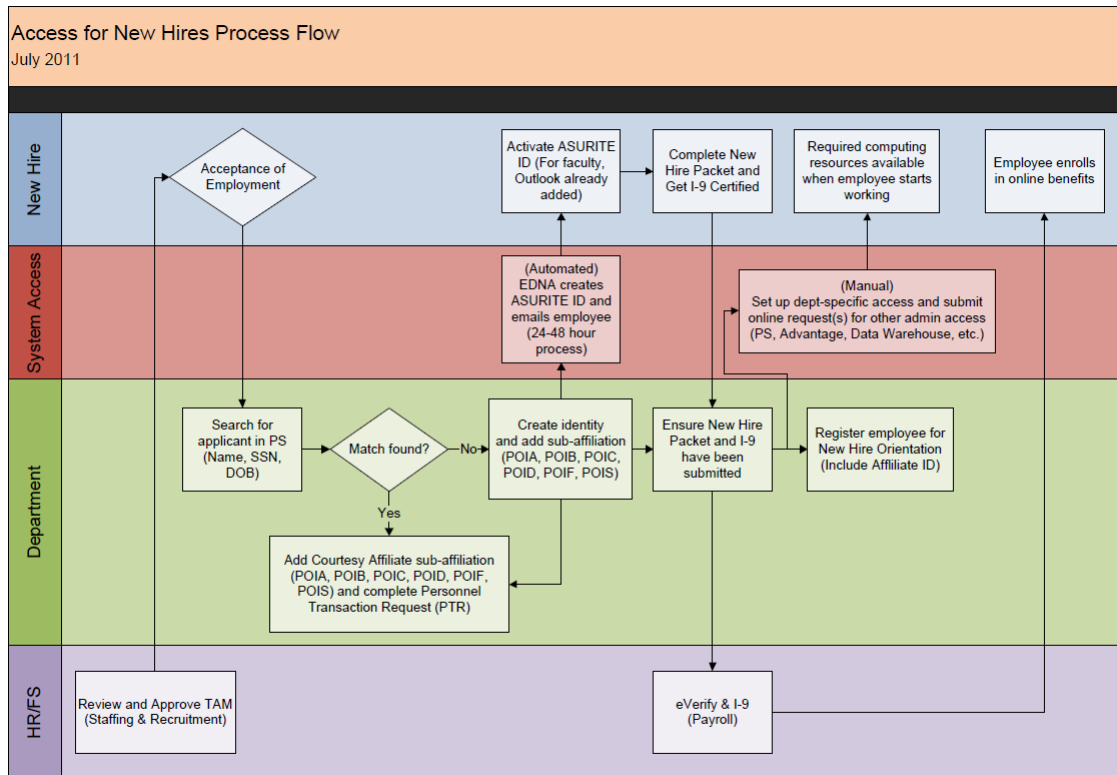 Access for New Hires Process Flow
July 2011
New Hire
Acceptance of
Employment
Activate ASURITE
ID (For faculty,
Outlook already
added)
Complete New
Hire Packet and
Get I-9 Certified
Required computing
resources available
when employee starts
working
Employee enrolls
in online benefits
System Access
(Automated)
EDNA creates
ASURITE ID and
emails employee
(24-48 hour
process)
(Manual)
Set up dept-specific access and submit
online request(s) for other admin access
(PS, Advantage, Data Warehouse, etc.)
Department
Search for
applicant in PS
(Name, SSN,
DOB)
Match found?
No
Yes
Create identity
and add sub-affiliation
(POIA, POIB, POIC,
POID, POIF, POIS)
Ensure New Hire
Packet and I-9
have been
submitted
Register employee for
New Hire Orientation
(Include Affliliate ID)
Add Courtesy Affiliate sub-affiliation
(POIA, POIB, POIC, POID, POIF,
POIS) and complete Personnel
Transaction Request (PTR)
HR/FS
Review and Approve TAM
(Staffing & Recruitment)
eVerify & I-9
(Payroll)